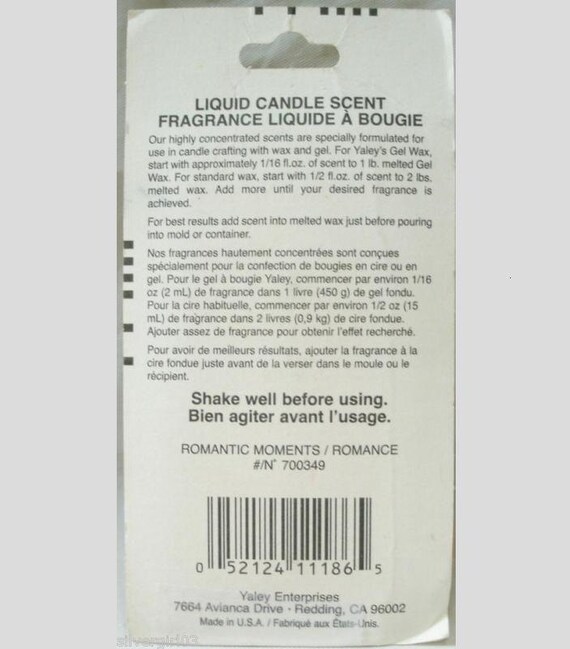 LIQUID CANDLE SCENT
FRAGRANCE LIQUIDE À BOUGIE
Our highly concentrated scents are specially formulated for
use in candle crafting with wax and gel. For Yaley's Gel Wax,
start with approximately 1/16 fl.oz. of scent to 1 lb. melted Gel
Wax. For standard wax, start with 1/2 fl.oz. of scent to 2 lbs.
melted wax. Add more until your desired fragrance is
achieved.
For best results add scent into melted wax just before pouring
into mold or container.
Nos fragrances hautement concentrées sont conçues
spécialement pour la confection de bougies en cire ou en
gel. Pour le gel à bougie Yaley, commencer par environ 1/16
oz (2 mL) de fragrance dans 1 livre (450 g) de gel fondu.
Pour la cire habituelle, commencer par environ 1/2 oz (15
mL) de fragrance dans 2 livres (0,9 kg) de cire fondue.
Ajouter assez de fragrance pour obtenir l'effet recherché.
Pour avoir de meilleurs résultats, ajouter la fragrance à la
cire fondue juste avant de la verser dans le moule ou le
récipient.
Shake well before using.
Bien agiter avant l'usage.
ROMANTIC MOMENTS / ROMANCE
#/N° 700349
0 52124 11186 5
Yaley Enterprises
7664 Avianca Drive · Redding, CA 96002
Made in U.S.A. / Fabriqué aux États-Unis.